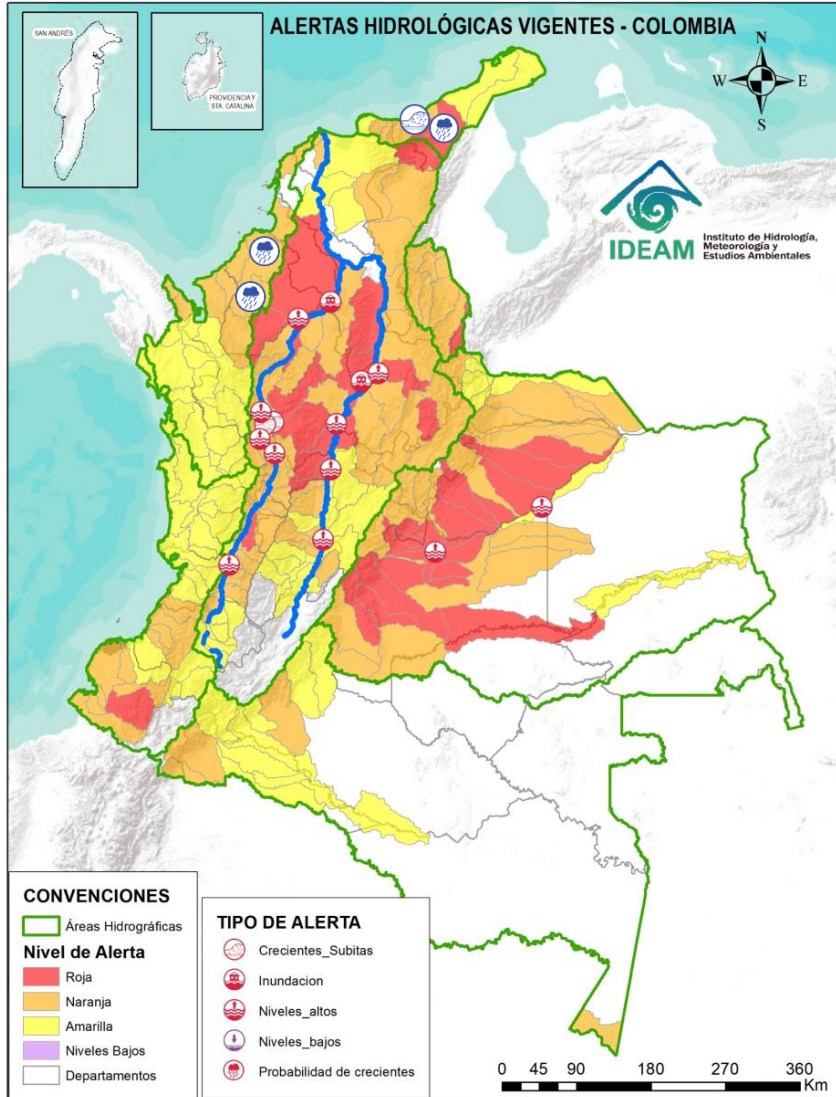 ALERTAS HIDROLÓGICAS VIGENTES - COLOMBIA
SAN ANDRÉS
PROVIDENCIA Y
STA. CATALINA
N
W
E
S
IDEAM
Instituto de Hidrología,
Meteorología y
Estudios Ambientales
CONVENCIONES
Áreas Hidrográficas
Nivel de Alerta
Roja
Naranja
Amarilla
Niveles Bajos
Departamentos
TIPO DE ALERTA
Crecientes_Subitas
Inundacion
Niveles_altos
Niveles_bajos
Probabilidad de crecientes
0 45 90 180 270 360
Km